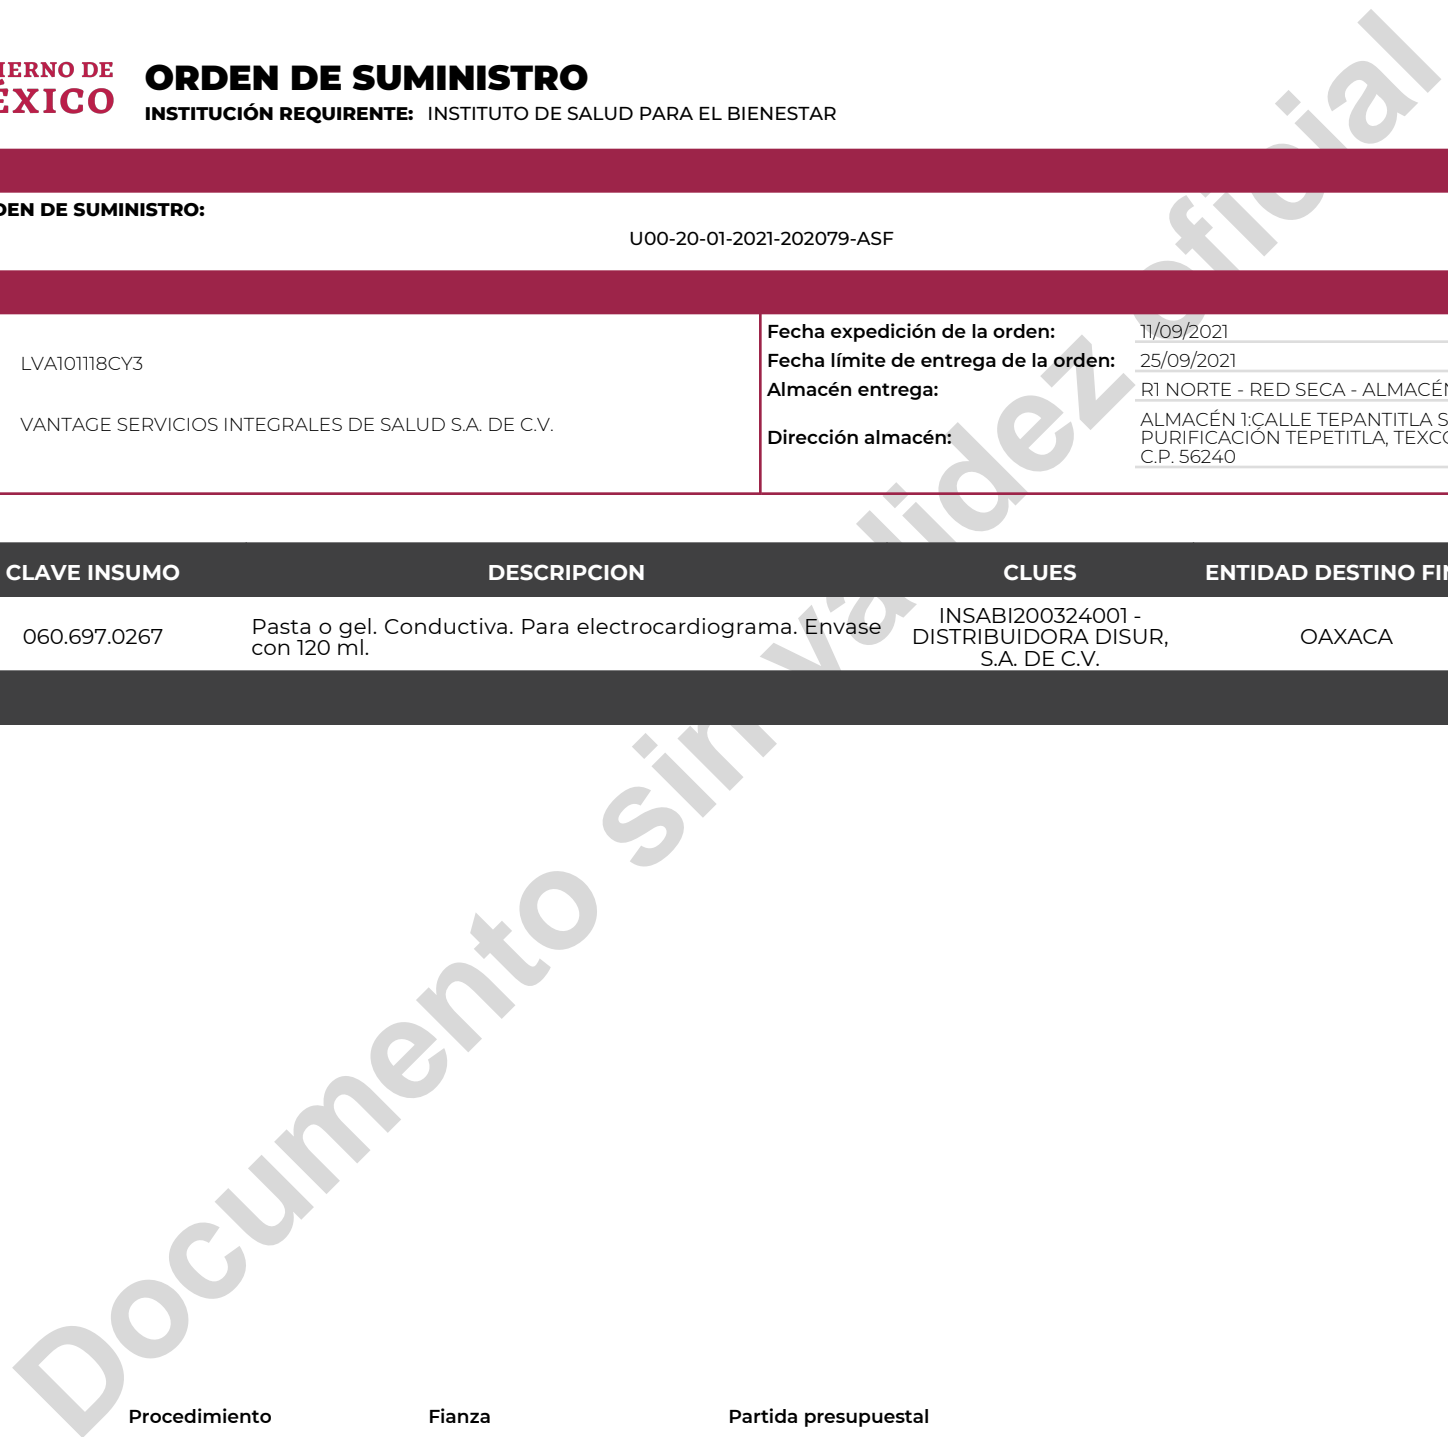 IERNO DE
ÉXICO
ORDEN DE SUMINISTRO
INSTITUCIÓN REQUIRENTE: INSTITUTO DE SALUD PARA EL BIENESTAR
DEN DE SUMINISTRO:
U00-20-01-2021-202079-ASF
LVA101118CY3
VANTAGE SERVICIOS INTEGRALES DE SALUD S.A. DE C.V.
Fecha expedición de la orden: 11/09/2021
Fecha límite de entrega de la orden: 25/09/2021
Almacén entrega: R1 NORTE - RED SECA - ALMACÉN
Dirección almacén: ALMACÉN 1:CALLE TEPANTITLA S
PURIFICACIÓN TEPETITLA, TEXCO
C.P. 56240
CLAVE INSUMO DESCRIPCION CLUES ENTIDAD DESTINO FIN
060.697.0267
Pasta o gel. Conductiva. Para electrocardiograma. Envase
con 120 ml.
INSABI200324001 -
DISTRIBUIDORA DISUR,
S.A. DE C.V.
OAXACA
Documento sin validez oficial
Procedimiento Fianza Partida presupuestal